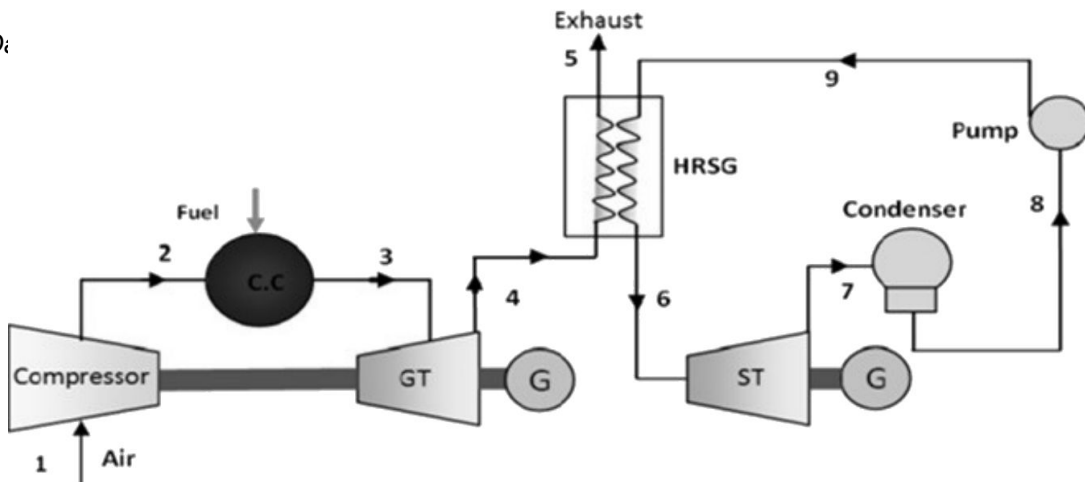 Exhaust
5
9
Pump
HRSG
Fuel
Condenser
8
2
3
C.C
4
6
7
Compressor
GT
G
ST
G
1
Air